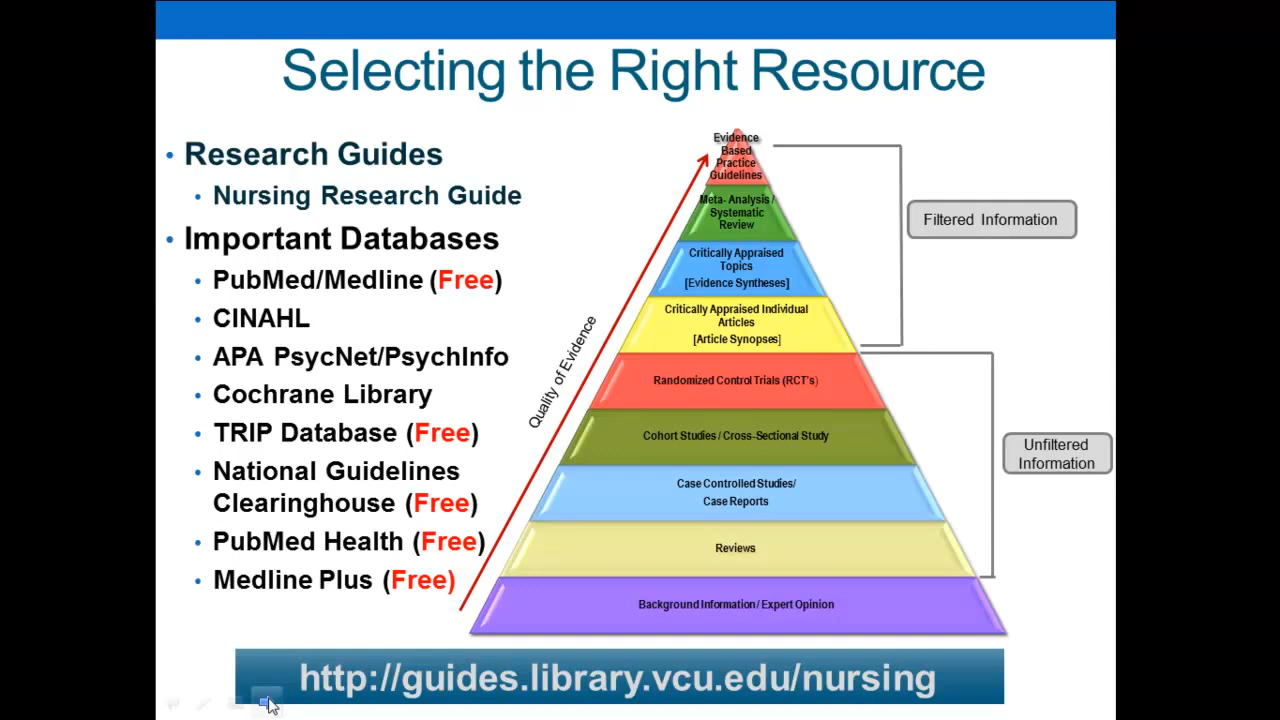 Selecting the Right Resource
• Research Guides
• Nursing Research Guide
• Important Databases
• PubMed/Medline (Free)
• CINAHL
• APA PsycNet/PsychInfo
• Cochrane Library
• TRIP Database (Free)
• National Guidelines
Clearinghouse (Free)
• PubMed Health (Free)
• Medline Plus (Free)
Quality of Evidence
Evidence
Based
Practice
Guidelines
Meta- Analysis /
Systematic
Review
Critically Appraised
Topics
[Evidence Syntheses]
Critically Appraised Individual
Articles
[Article Synopses]
Randomized Control Trials (RCT's)
Cohort Studies / Cross-Sectional Study
Case Controlled Studies/
Case Reports
Reviews
Background Information / Expert Opinion
Filtered Information
Unfiltered
Information
http://guides.library.vcu.edu/nursing